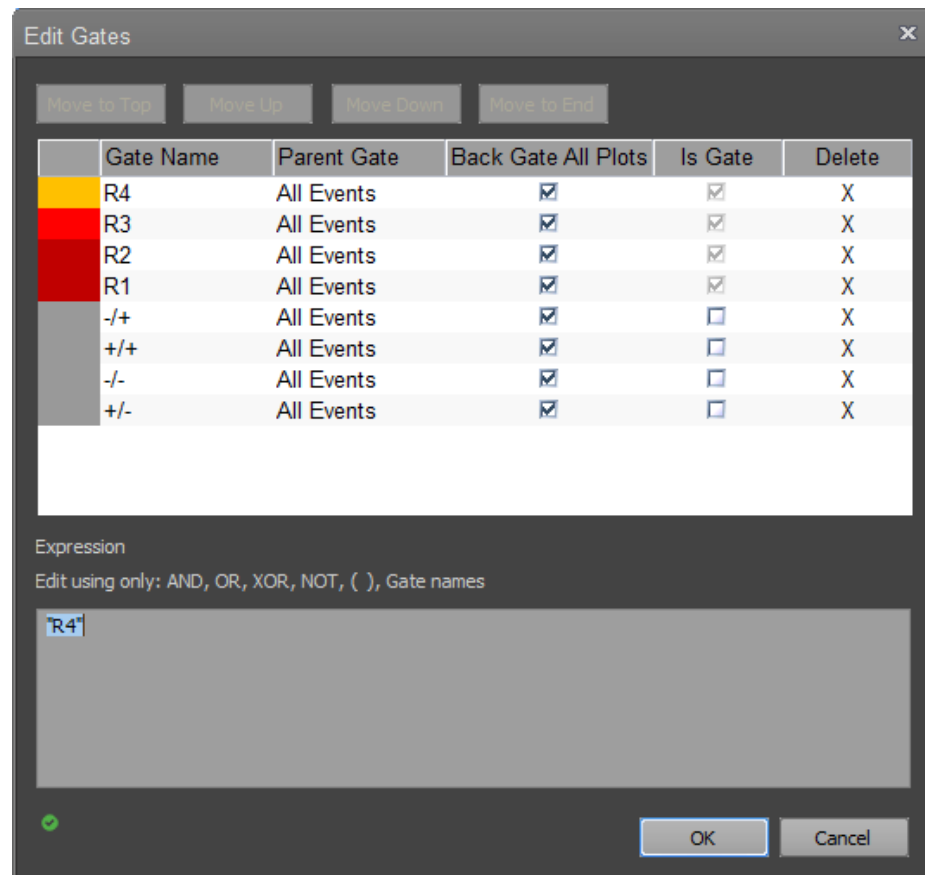 Edit Gates x
Move to Top Move Up Move Down Move to End
Gate Name Parent Gate Back Gate All Plots Is Gate Delete
R4 All Events X
R3 All Events X
R2 All Events X
R1 All Events X
-/+ All Events X
+/+ All Events X
-/- All Events X
+/- All Events X
Expression
Edit using only: AND, OR, XOR, NOT, ( ), Gate names
"R4"
OK Cancel